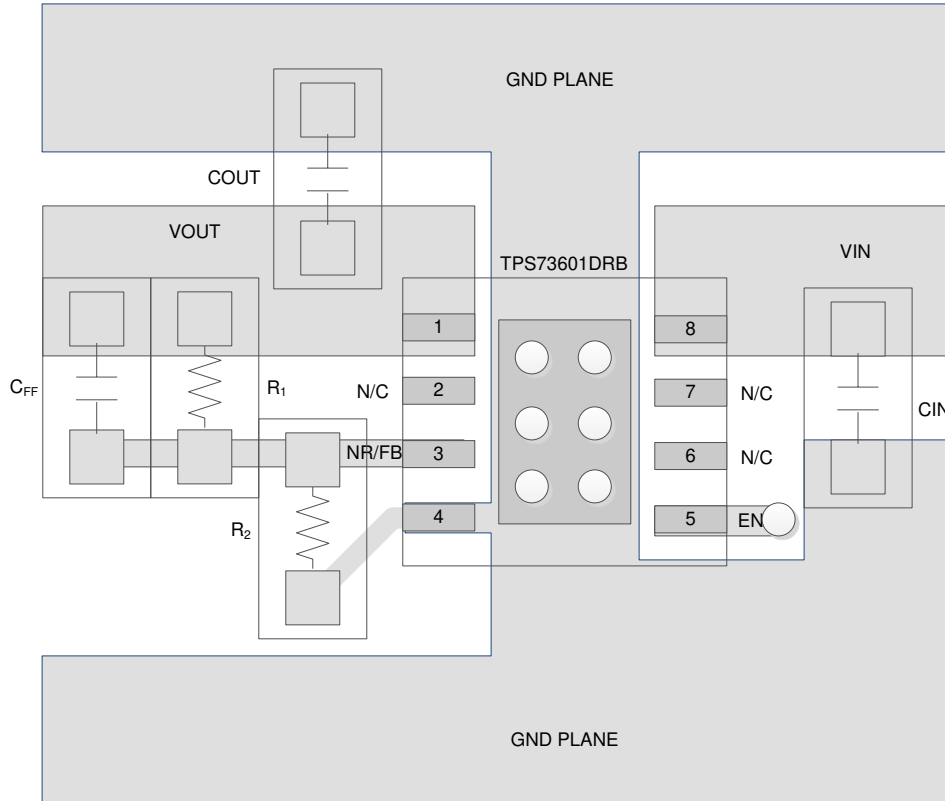 GND PLANE
COUT
VOUT
TPS73601DRB
VIN
1
8
CFF
R1
N/C
2
7
N/C
CIN
NR/FB
3
6
N/C
R2
4
5
EN
GND PLANE